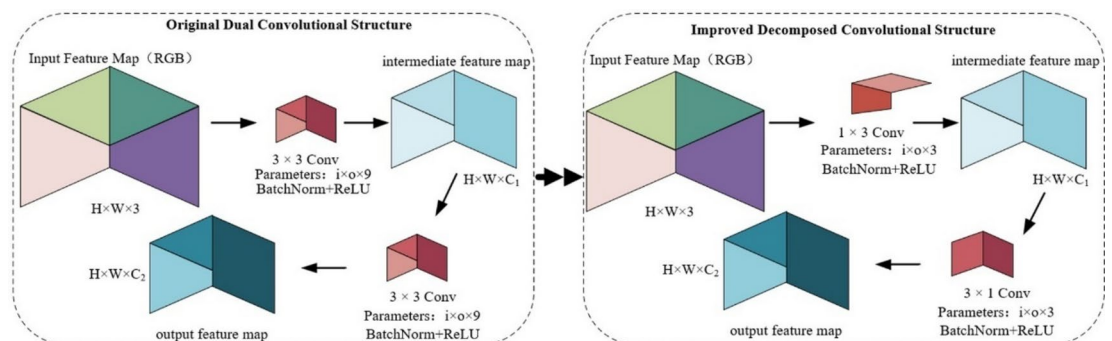 Original Dual Convolutional Structure
Input Feature Map（RGB）
intermediate feature map
3 × 3 Conv
Parameters：i×o×9
BatchNorm+ReLU
H×W×C₁
H×W×3
H×W×C₂
3 × 3 Conv
Parameters：i×o×9
BatchNorm+ReLU
output feature map
Improved Decomposed Convolutional Structure
Input Feature Map（RGB）
intermediate feature map
1 × 3 Conv
Parameters：i×o×3
BatchNorm+ReLU
H×W×C₁
H×W×3
H×W×C₂
3 × 1 Conv
Parameters：i×o×3
BatchNorm+ReLU
output feature map